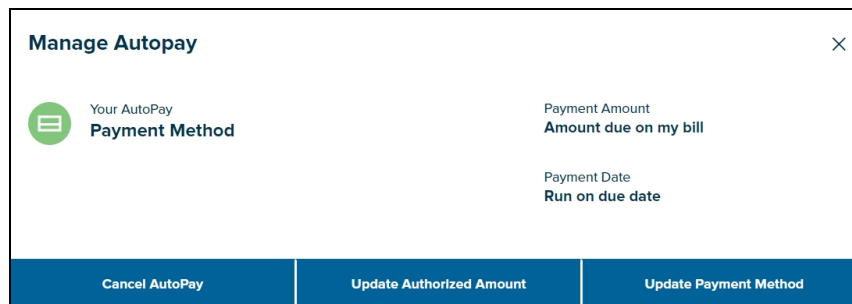 Manage Autopay
Your AutoPay
Payment Method
Payment Amount
Amount due on my bill
Payment Date
Run on due date
Cancel AutoPay
Update Authorized Amount
Update Payment Method